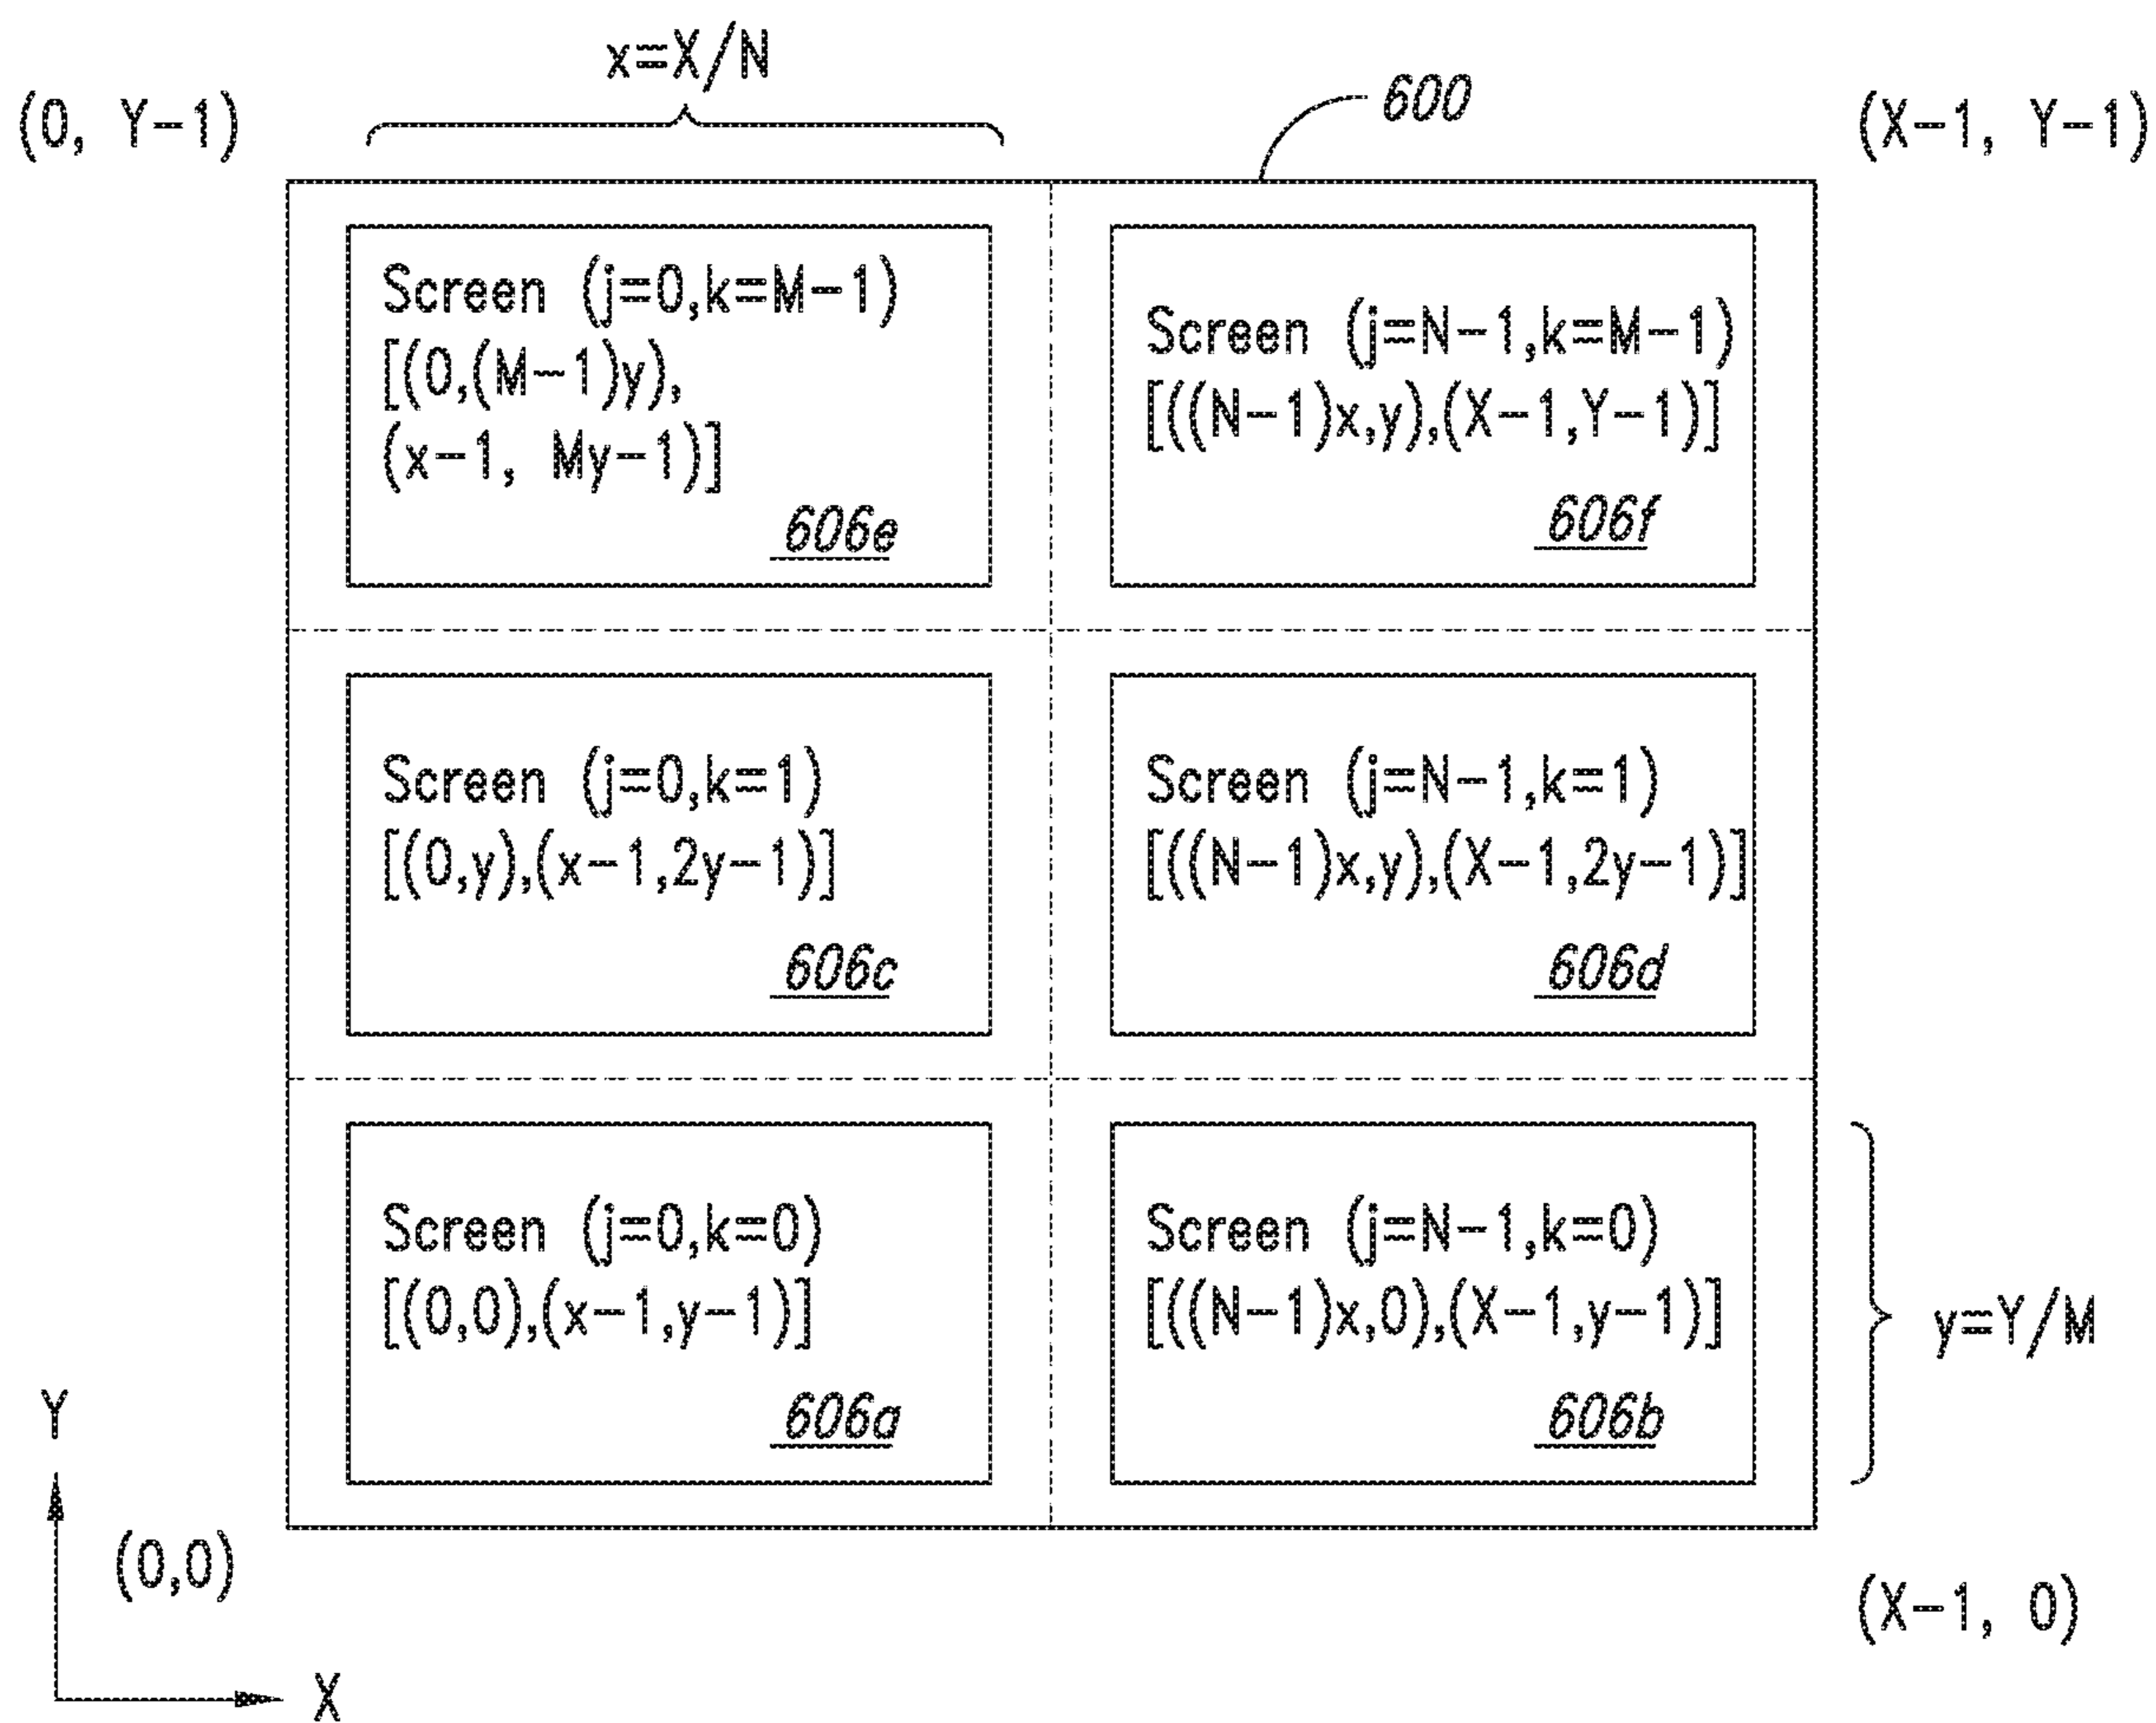 x=X/N
600
(0, Y-1)
(X-1, Y-1)
Screen (j=0,k=M-1)
[(0,(M-1)y),
(x-1, My-1)]
606e
Screen (j=N-1,k=M-1)
[((N-1)x,y),(X-1,Y-1)]
606f
Screen (j=0,k=1)
[(0,y),(x-1,2y-1)]
606c
Screen (j=N-1,k=1)
[((N-1)x,y),(X-1,2y-1)]
606d
Screen (j=0,k=0)
[(0,0),(x-1,y-1)]
606a
Screen (j=N-1,k=0)
[((N-1)x,0),(X-1,y-1)]
606b
y=Y/M
Y
(0,0)
X
(X-1, 0)